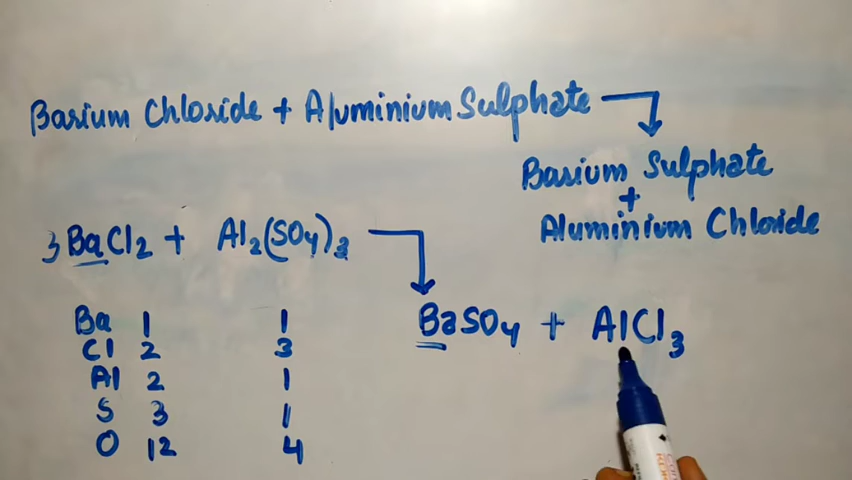 Barium Chloride + Aluminium Sulphate
Barium Sulphate
+
Aluminium Chloride
3BaCl2 + Al2(SO4)3
BaSO4 + AlCl3
Ba 1 1
Cl 2 3
Al 2 1
S 3 1
O 12 4